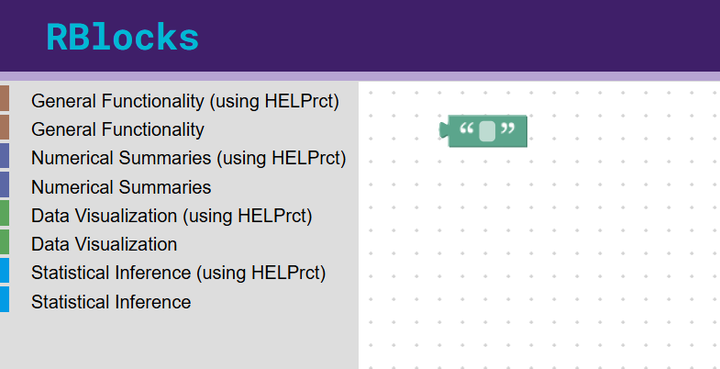 RBlocks
General Functionality (using HELPrct)
General Functionality
Numerical Summaries (using HELPrct)
Numerical Summaries
Data Visualization (using HELPrct)
Data Visualization
Statistical Inference (using HELPrct)
Statistical Inference
“ ”